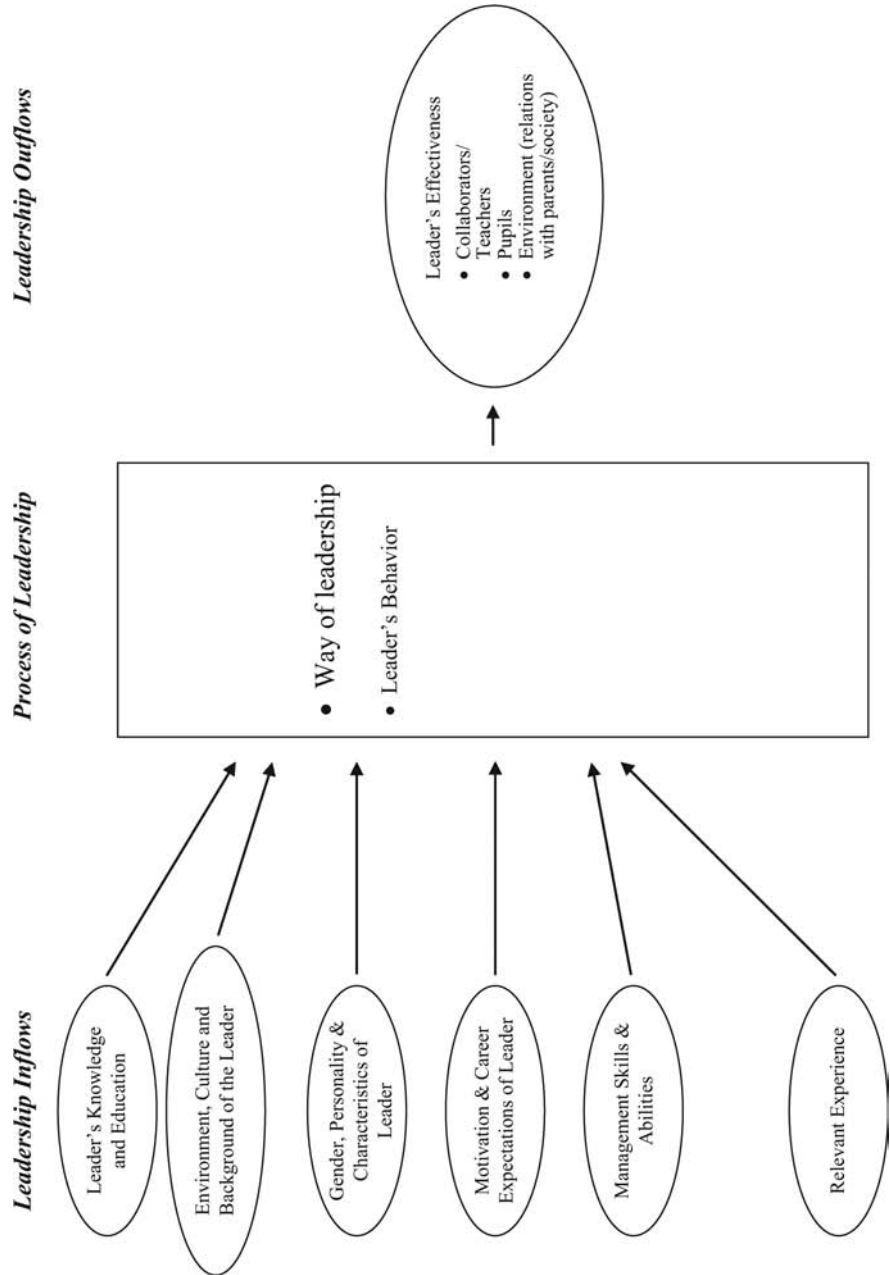 Leadership Inflows
Leader's Knowledge
and Education
Environment, Culture and
Background of the Leader
Gender, Personality &
Characteristics of
Leader
Motivation & Career
Expectations of Leader
Management Skills &
Abilities
Relevant Experience
Process of Leadership
• Way of leadership
• Leader's Behavior
Leadership Outflows
Leader's Effectiveness
• Collaborators/
Teachers
• Pupils
• Environment (relations
with parents/society)